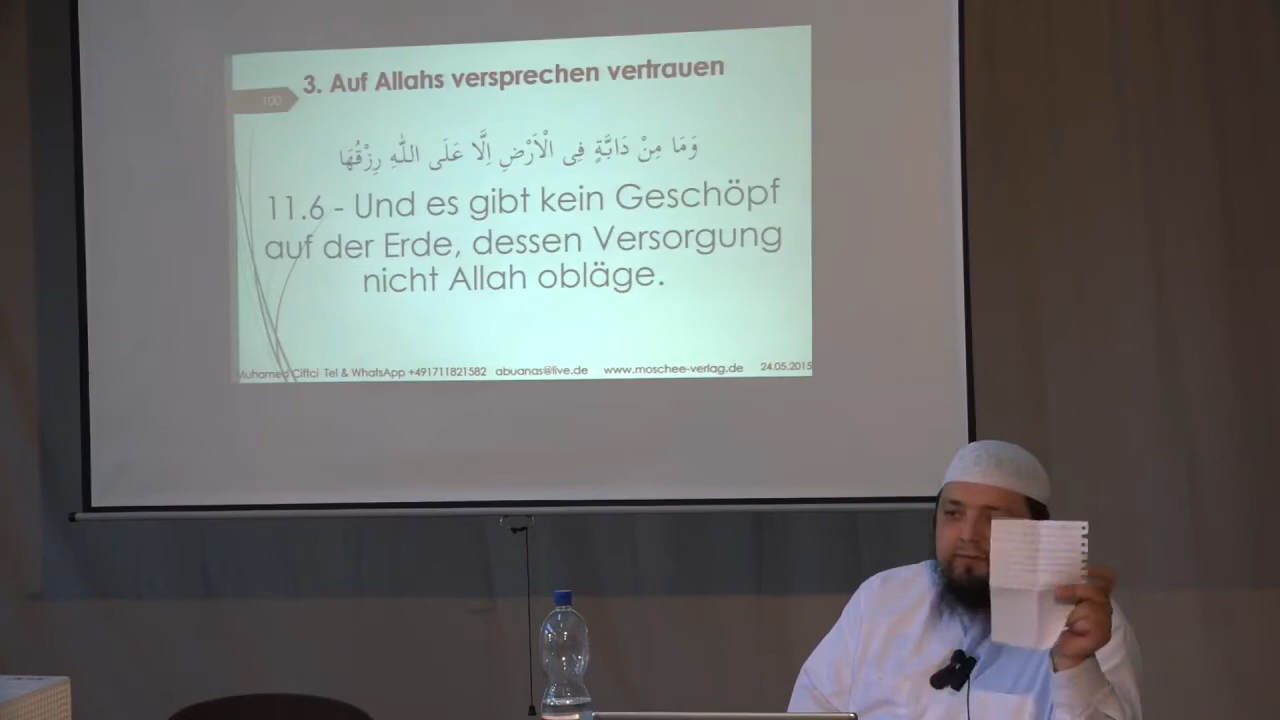 3. Auf Allahs versprechen vertrauen
100
وَمَا مِنْ دَابَّةٍ فِى الْاَرْضِ اِلَّا عَلَى اللّٰهِ رِزْقُهَا
11.6 - Und es gibt kein Geschöpf
auf der Erde, dessen Versorgung
nicht Allah obläge.
Muhamed Ciftci Tel & WhatsApp +491711821582 abuanas@live.de www.moschee-verlag.de 24.05.2015